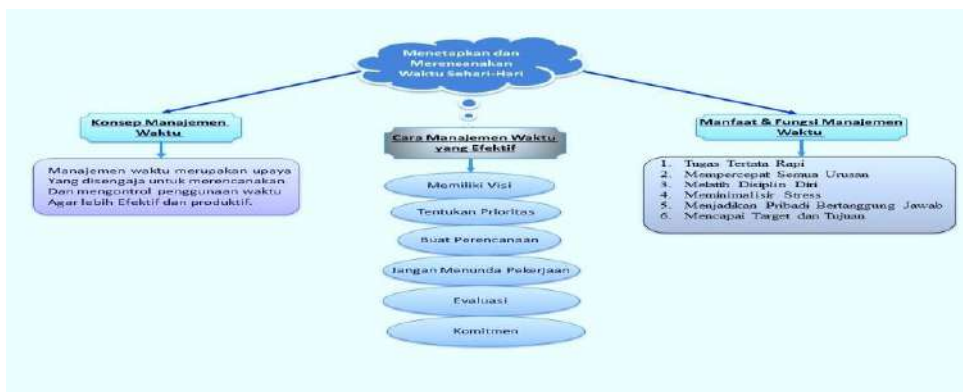 Menetapkan dan
Merencanakan
Waktu Sehari-Hari
Konsep Manajemen
Waktu
Manajemen waktu merupakan upaya
Yang disengaja untuk merencanakan
Dan mengontrol penggunaan waktu
Agar lebih Efektif dan produktif.
Cara Manajemen Waktu
yang Efektif
Memiliki Visi
Tentukan Prioritas
Buat Perencanaan
Jangan Menunda Pekerjaan
Evaluasi
Komitmen
Manfaat & Fungsi Manajemen
Waktu
1. Tugas Tertata Rapi
2. Mempercepat Semua Urusan
3. Melatih Disiplin Diri
4. Meminimalisir Stress
5. Menjadikan Pribadi Bertanggung Jawab
6. Mencapai Target dan Tujuan